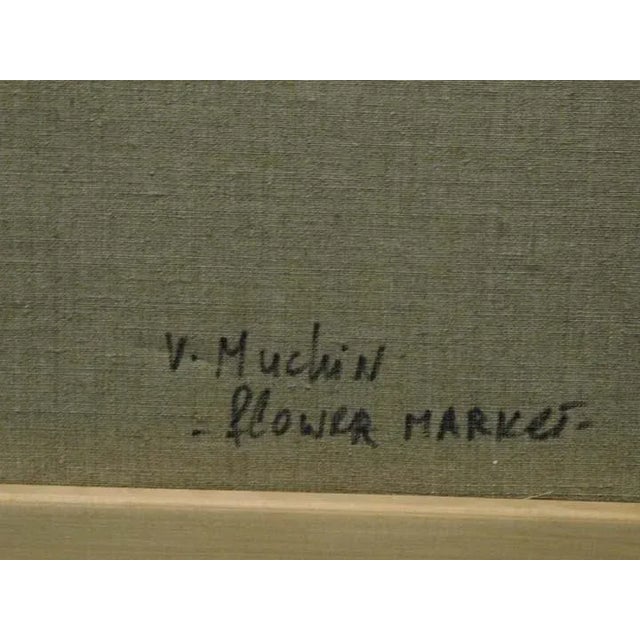 V. Muchin
- flower MARKET -